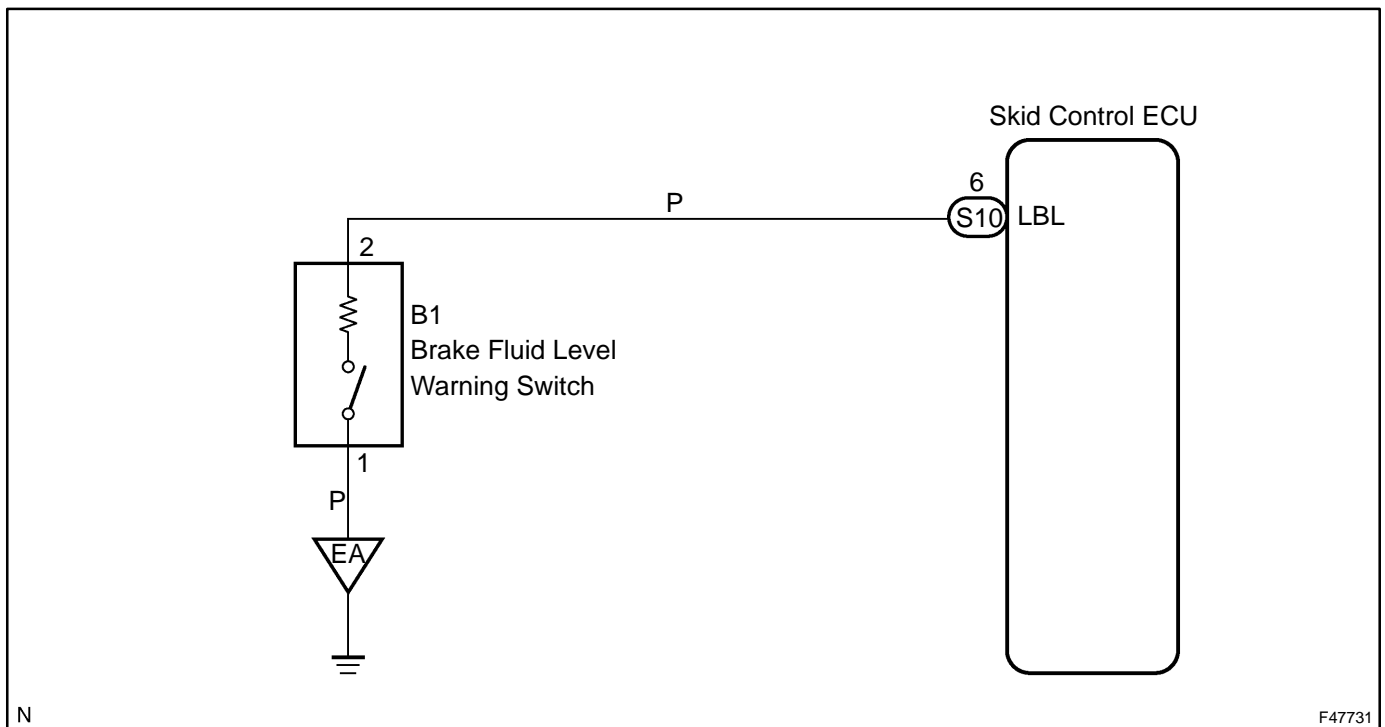 Skid Control ECU
6
P
S10
LBL
2
B1
Brake Fluid Level
Warning Switch
1
P
EA
N
F47731